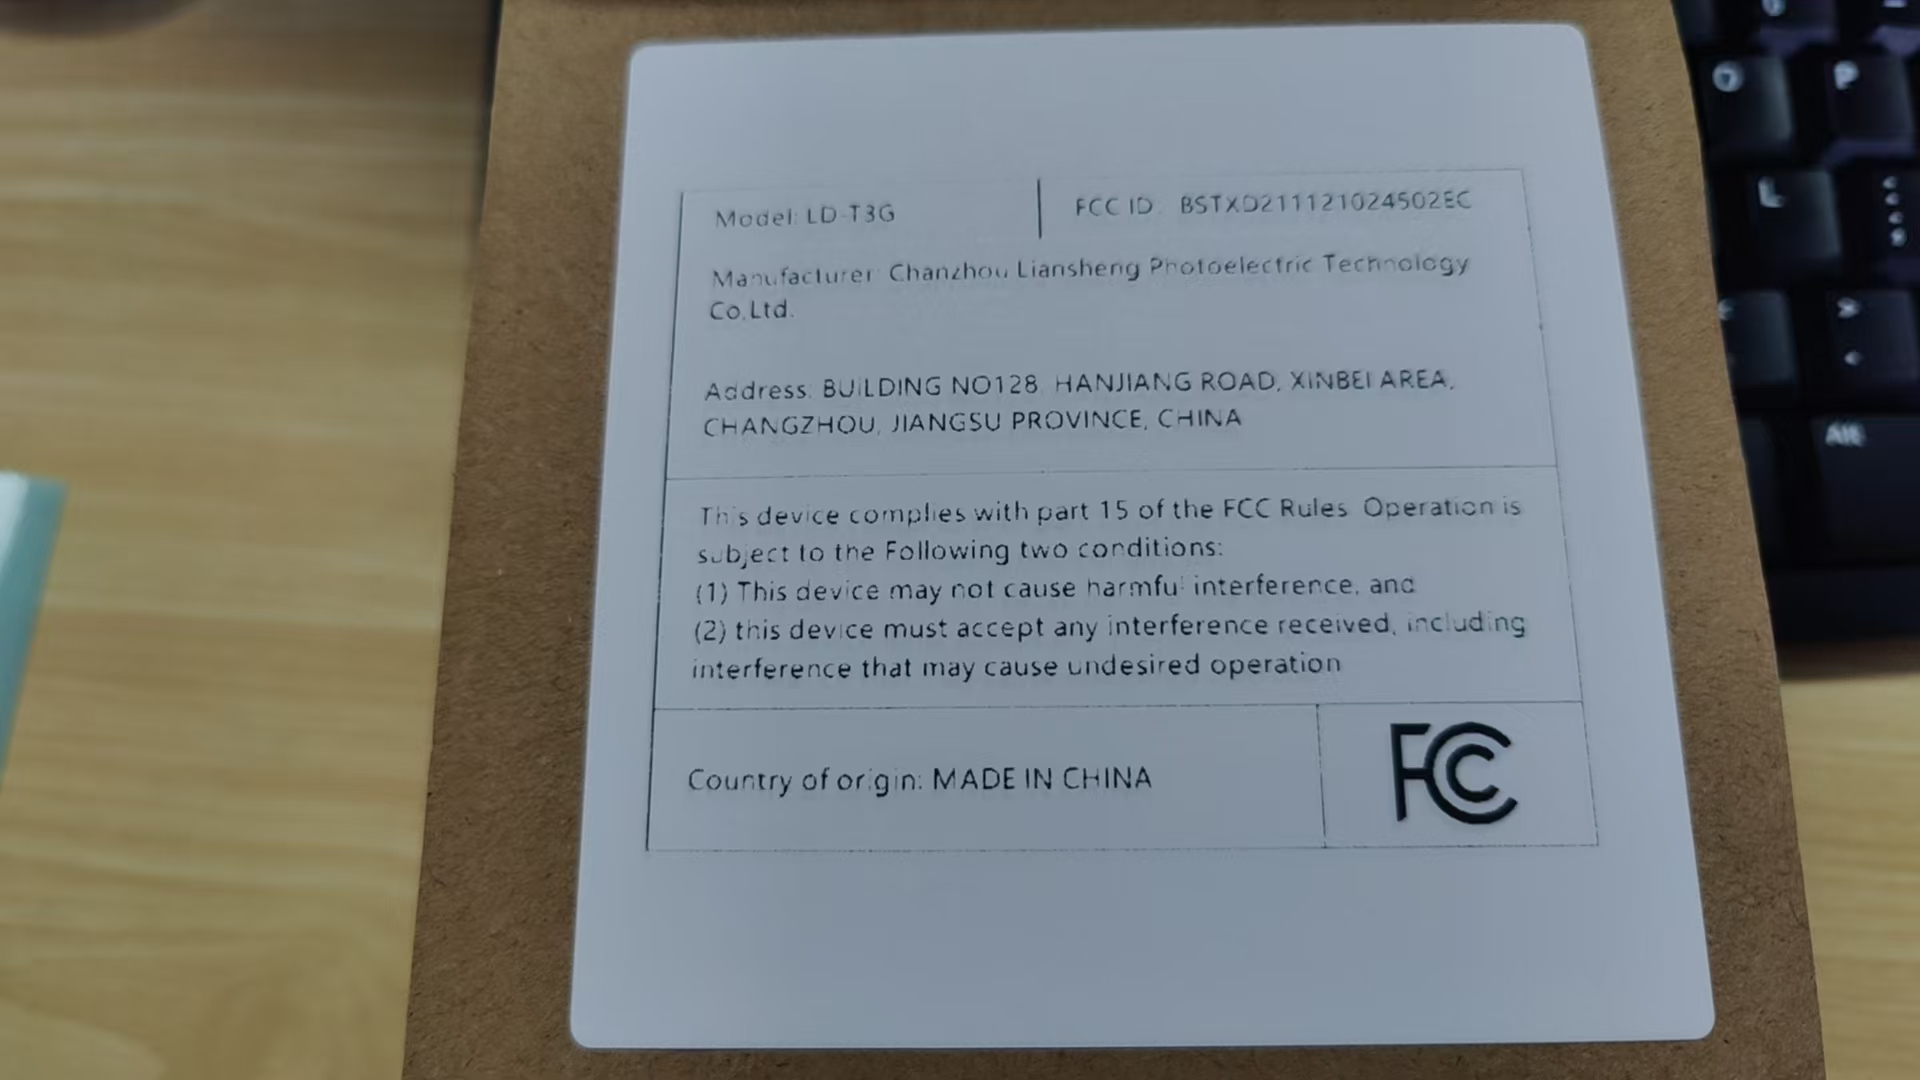 Model: LD-T3G
FCC ID: BSTXD211121024502EC
Manufacturer: Chanzhou Liansheng Photoelectric Technology
Co.Ltd.
Address: BUILDING NO128, HANJIANG ROAD, XINBEI AREA,
CHANGZHOU, JIANGSU PROVINCE, CHINA
This device complies with part 15 of the FCC Rules. Operation is
subject to the Following two conditions:
(1) This device may not cause harmful interference, and
(2) this device must accept any interference received, including
interference that may cause undesired operation
Country of origin: MADE IN CHINA
FCC
P
L
Alt